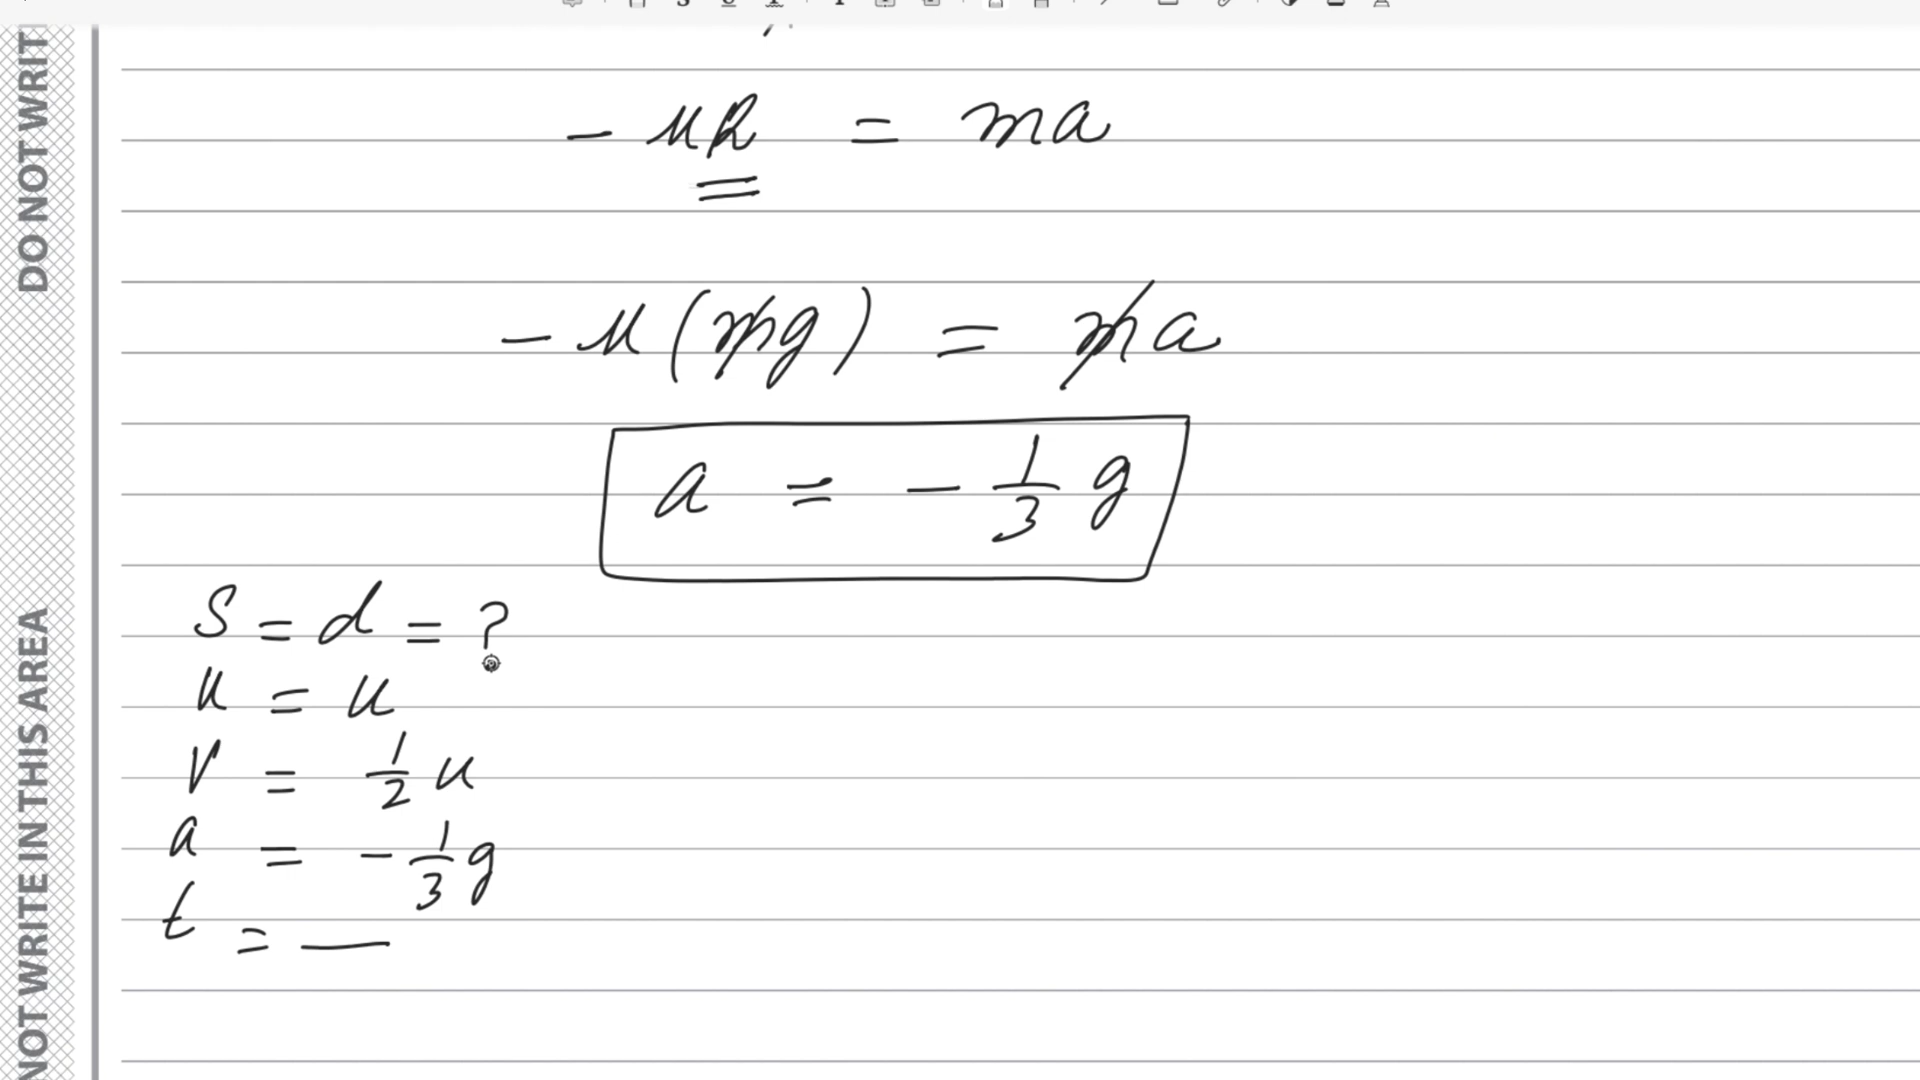 DO NOT WRIT
NOT WRITE IN THIS AREA
- μR = ma
- μ(mg) = ma
a = - 1/3 g
S = d = ?
u = u
v = 1/2 u
a = - 1/3 g
t = —